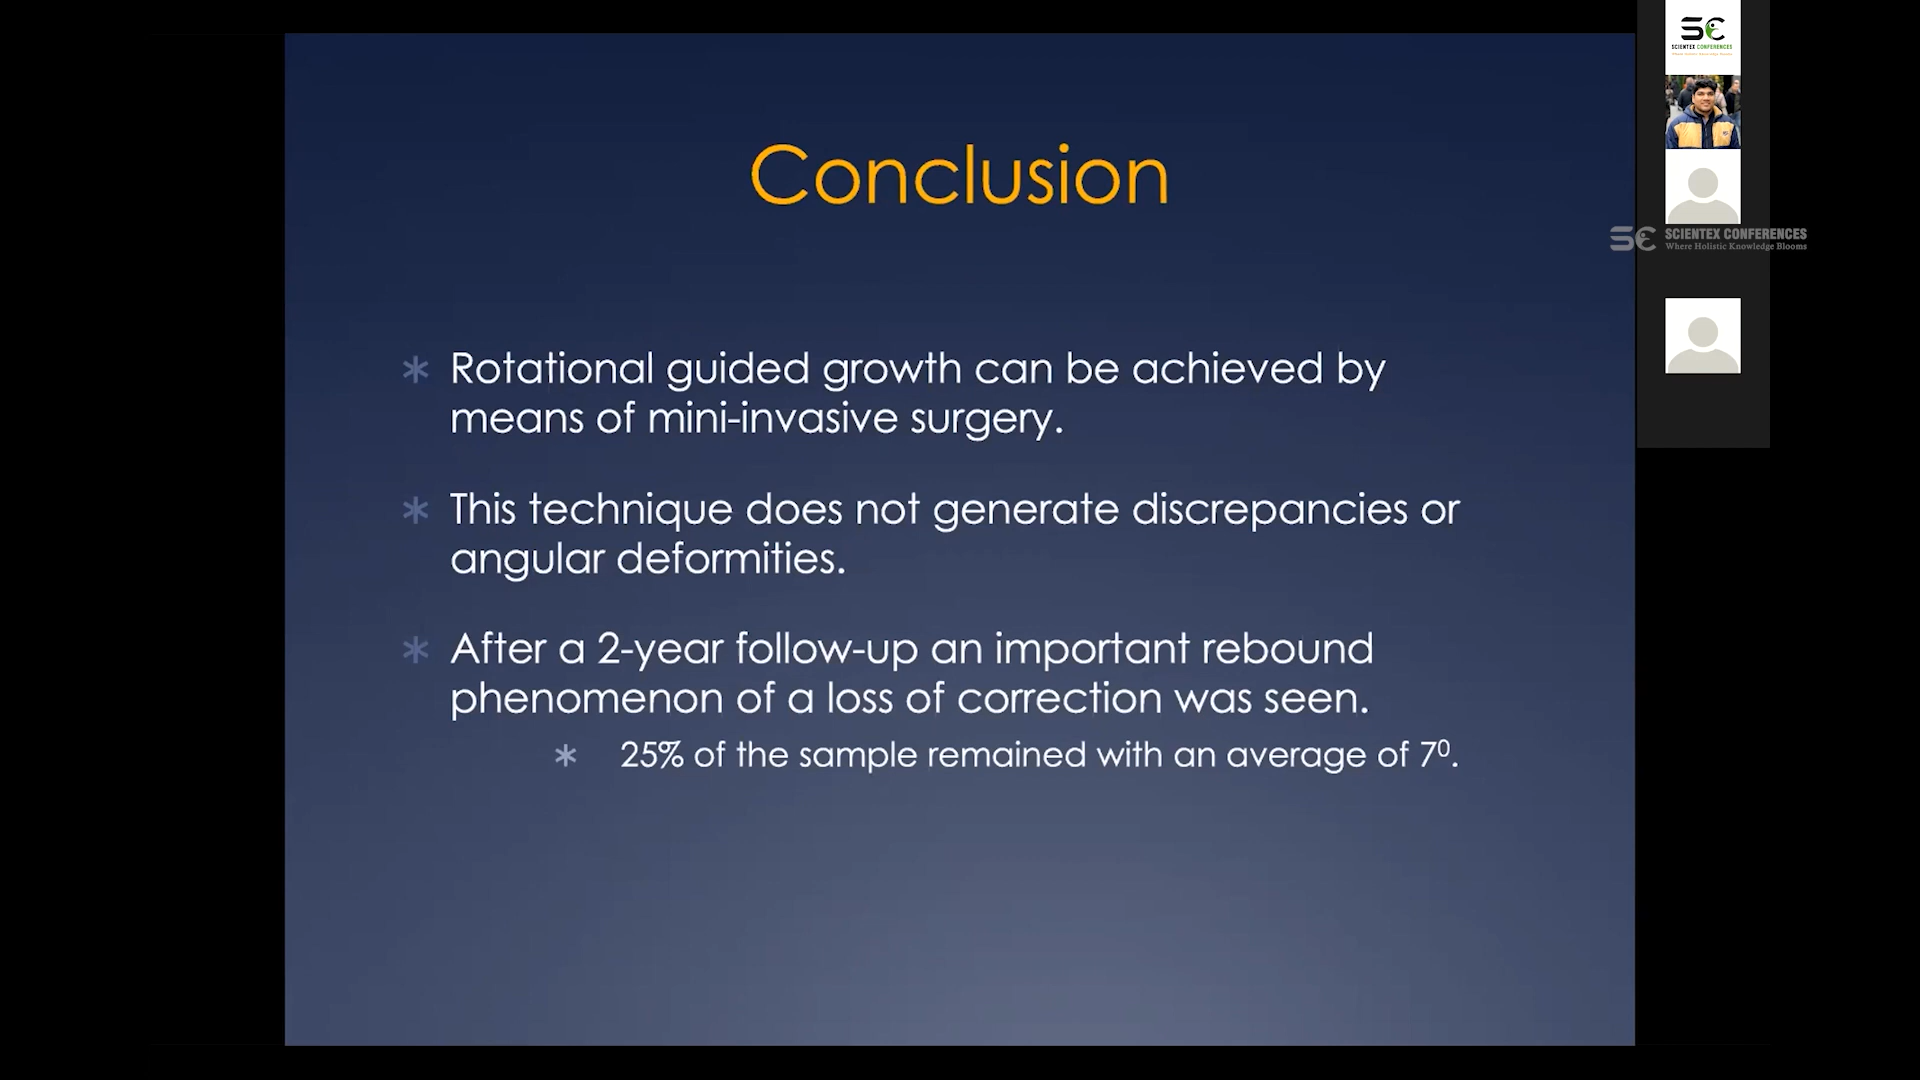 Conclusion
* Rotational guided growth can be achieved by
means of mini-invasive surgery.
* This technique does not generate discrepancies or
angular deformities.
* After a 2-year follow-up an important rebound
phenomenon of a loss of correction was seen.
* 25% of the sample remained with an average of 7⁰.
SC
SCIENTEX CONFERENCES
SC SCIENTEX CONFERENCES
Where Holistic Knowledge Blooms